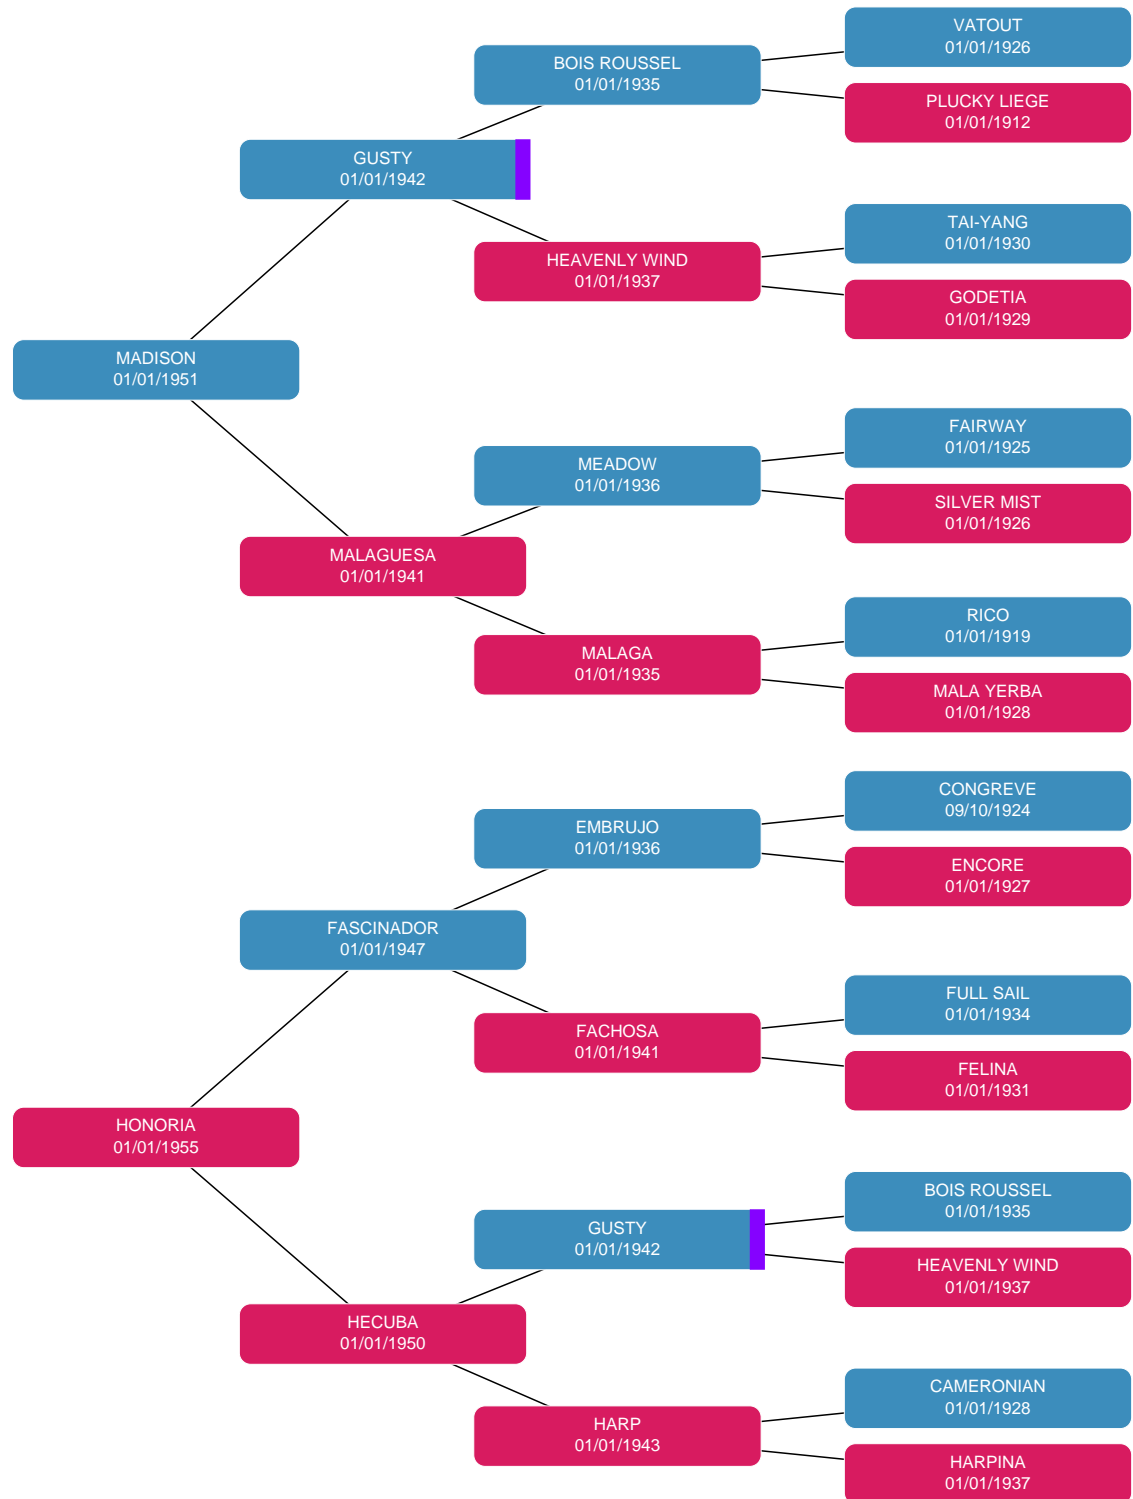 VATOUT
01/01/1926
BOIS ROUSSEL
01/01/1935
PLUCKY LIEGE
01/01/1912
GUSTY
01/01/1942
TAI-YANG
01/01/1930
HEAVENLY WIND
01/01/1937
GODETIA
01/01/1929
MADISON
01/01/1951
FAIRWAY
01/01/1925
MEADOW
01/01/1936
SILVER MIST
01/01/1926
MALAGUESA
01/01/1941
RICO
01/01/1919
MALAGA
01/01/1935
MALA YERBA
01/01/1928
CONGREVE
09/10/1924
EMBRUJO
01/01/1936
ENCORE
01/01/1927
FASCINADOR
01/01/1947
FULL SAIL
01/01/1934
FACHOSA
01/01/1941
FELINA
01/01/1931
HONORIA
01/01/1955
BOIS ROUSSEL
01/01/1935
GUSTY
01/01/1942
HEAVENLY WIND
01/01/1937
HECUBA
01/01/1950
CAMERONIAN
01/01/1928
HARP
01/01/1943
HARPINA
01/01/1937